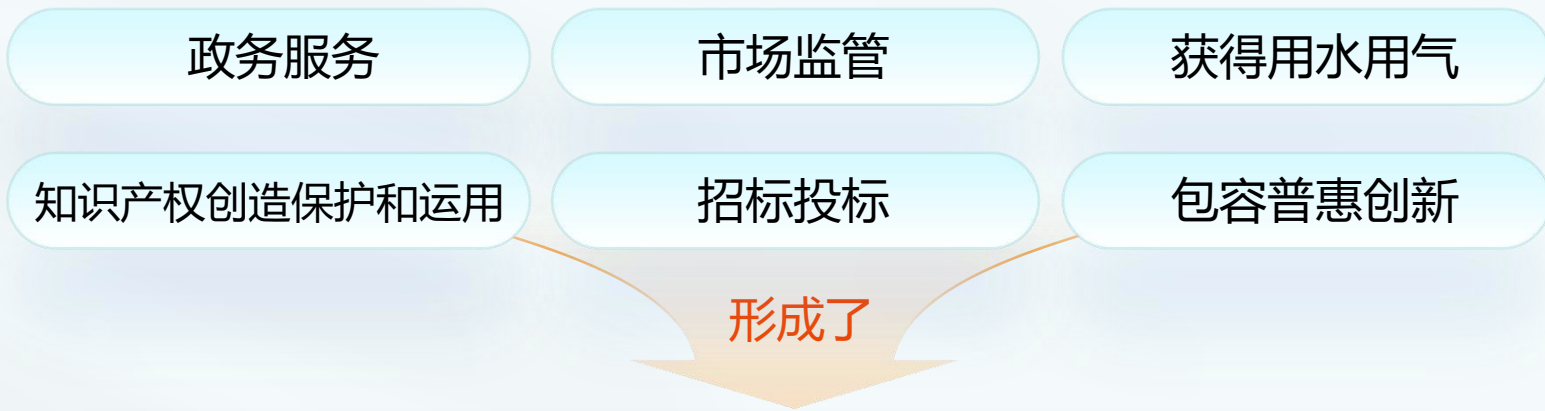 政务服务
市场监管
获得用水用气
知识产权创造保护和运用
招标投标
包容普惠创新
形成了